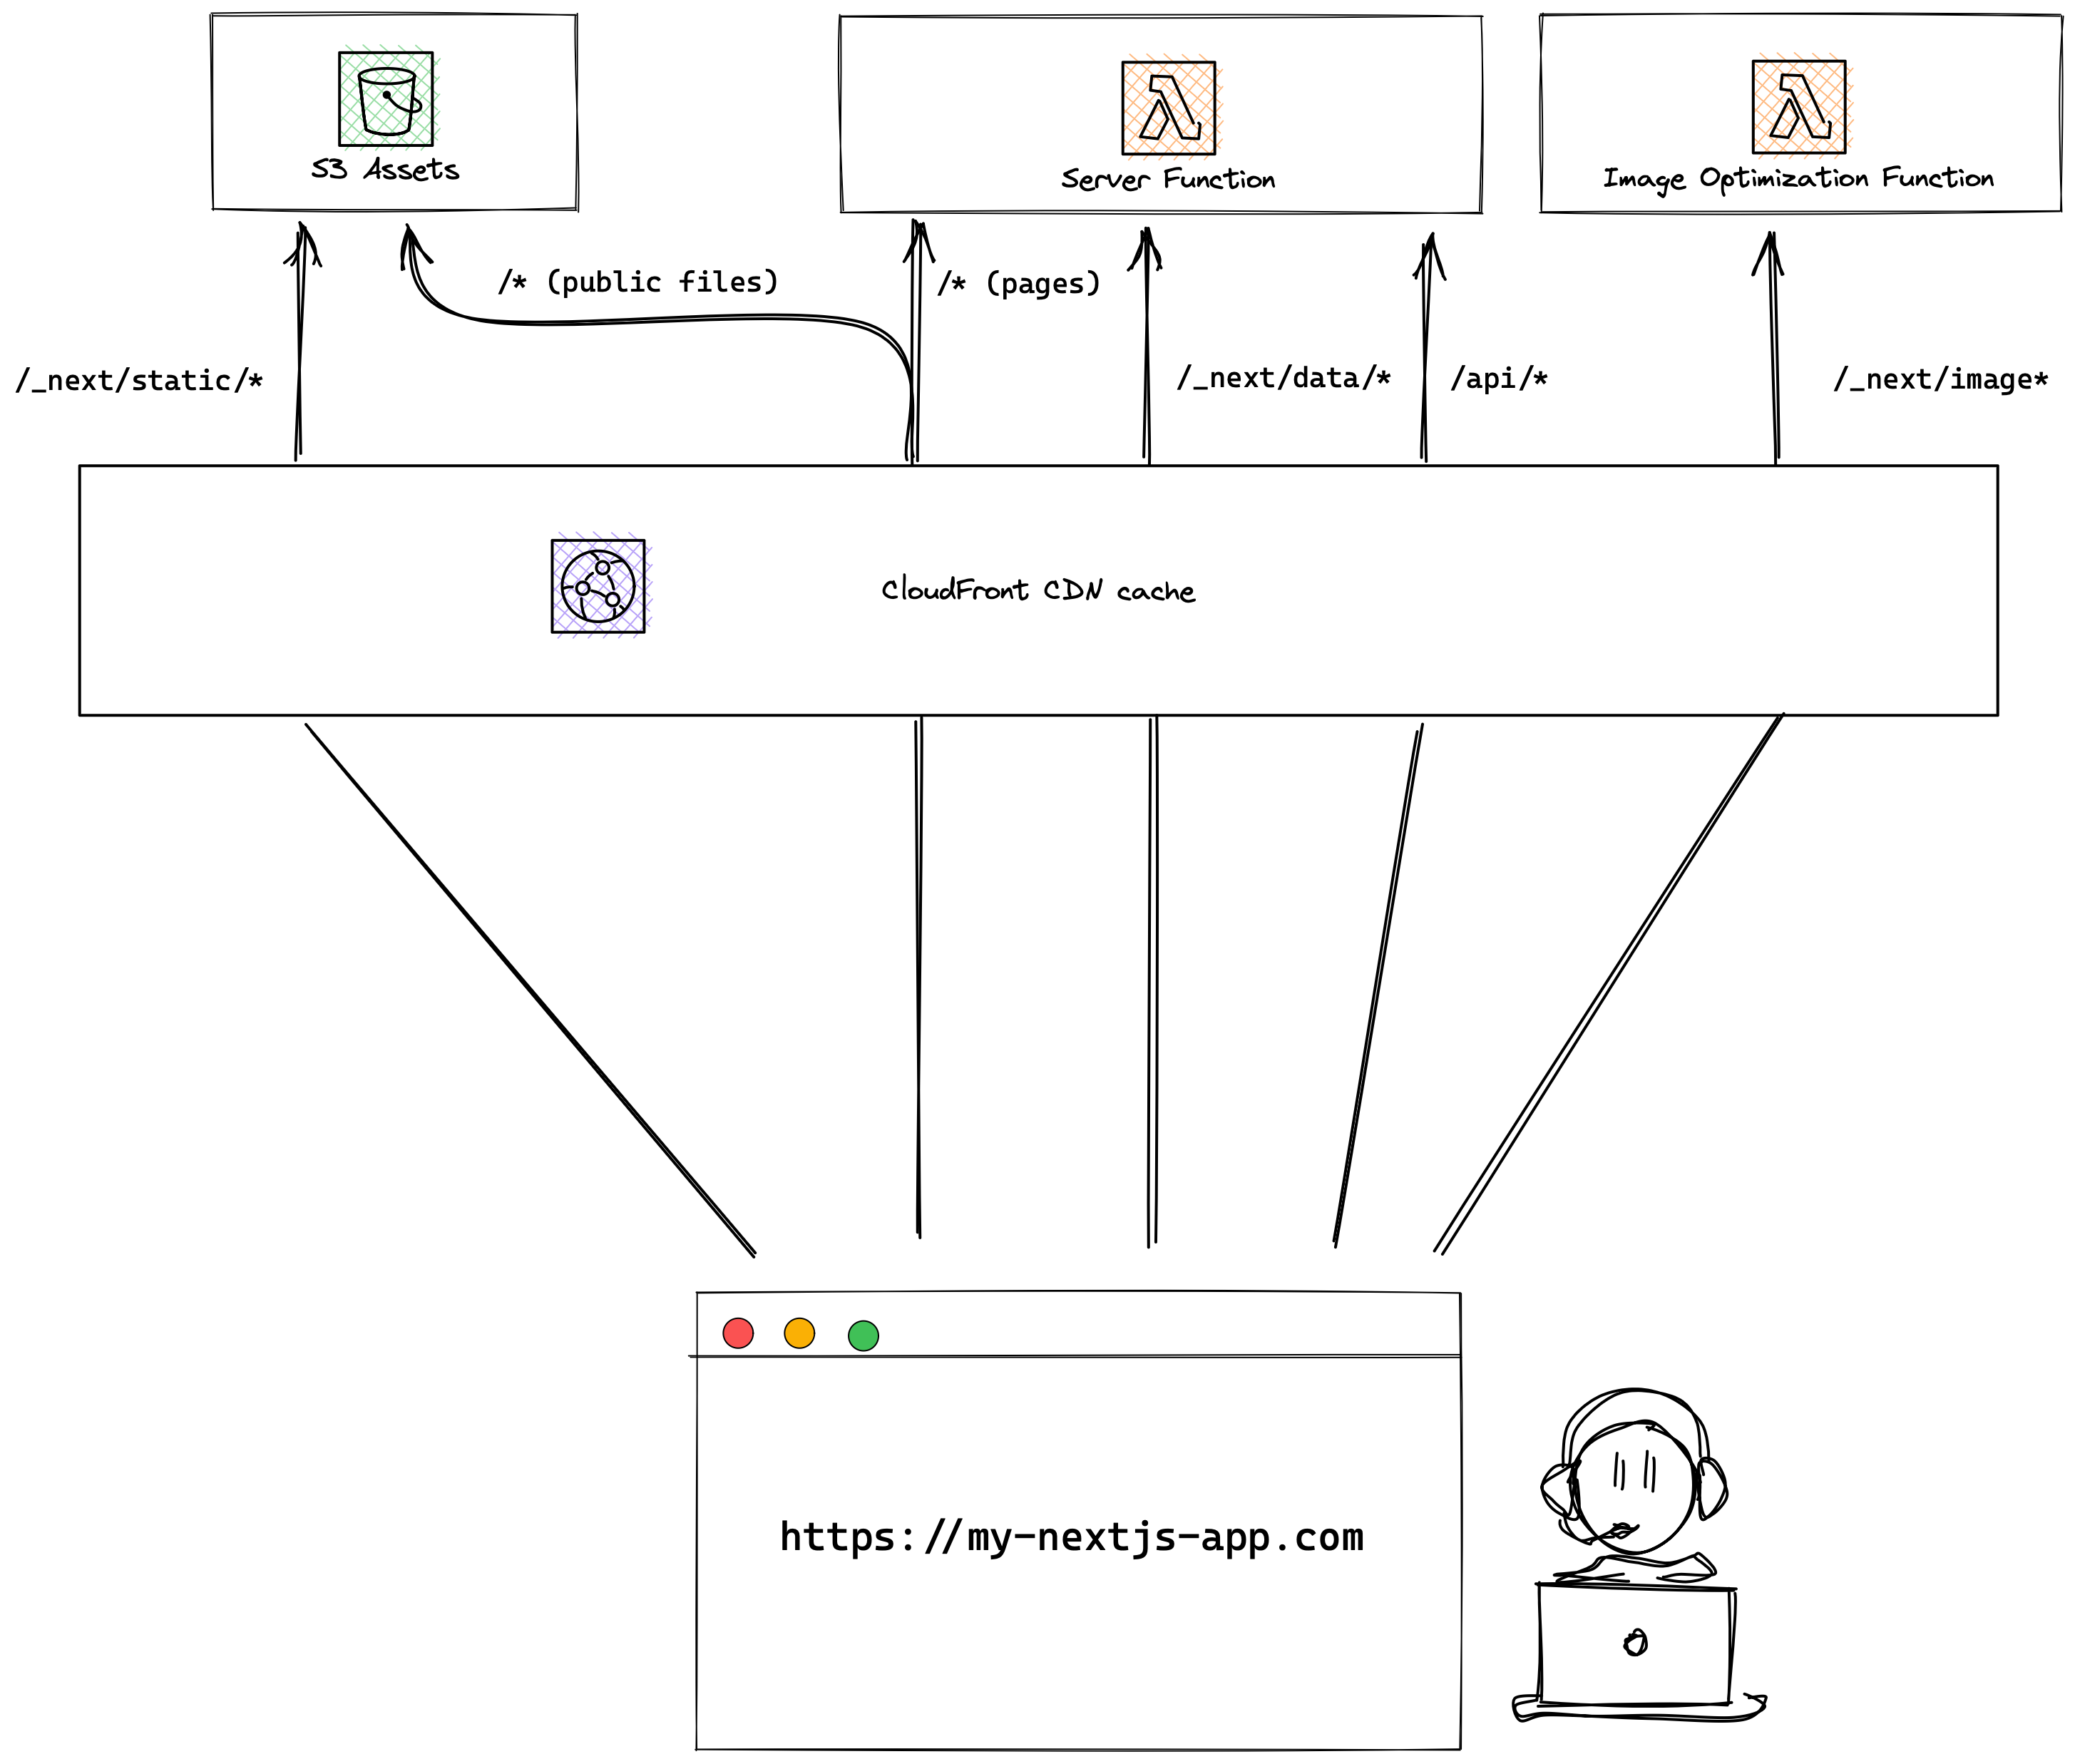 S3 Assets
Server Function
Image Optimization Function
/* (public files)
/* (pages)
/_next/static/*
/_next/data/*
/api/*
/_next/image*
CloudFront CDN cache
https://my-nextjs-app.com